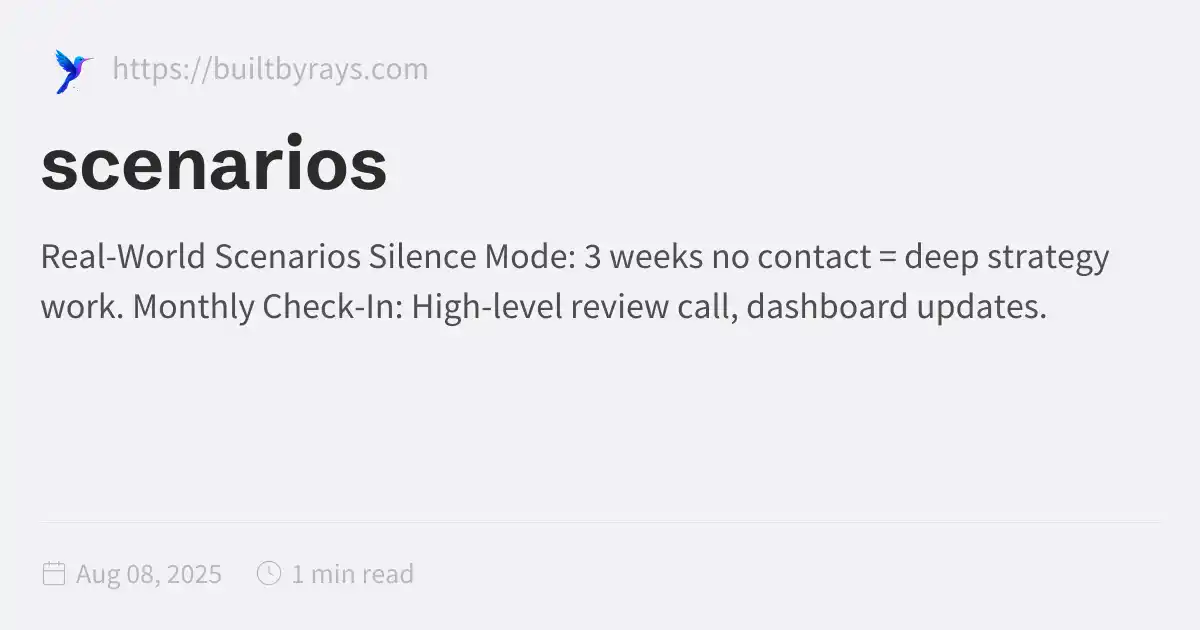 https://builtbyrays.com
scenarios
Real-World Scenarios Silence Mode: 3 weeks no contact = deep strategy
work. Monthly Check-In: High-level review call, dashboard updates.
Aug 08, 2025 1 min read